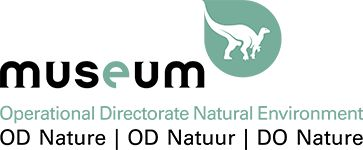 museum
Operational Directorate Natural Environment
OD Nature | OD Natuur | DO Nature